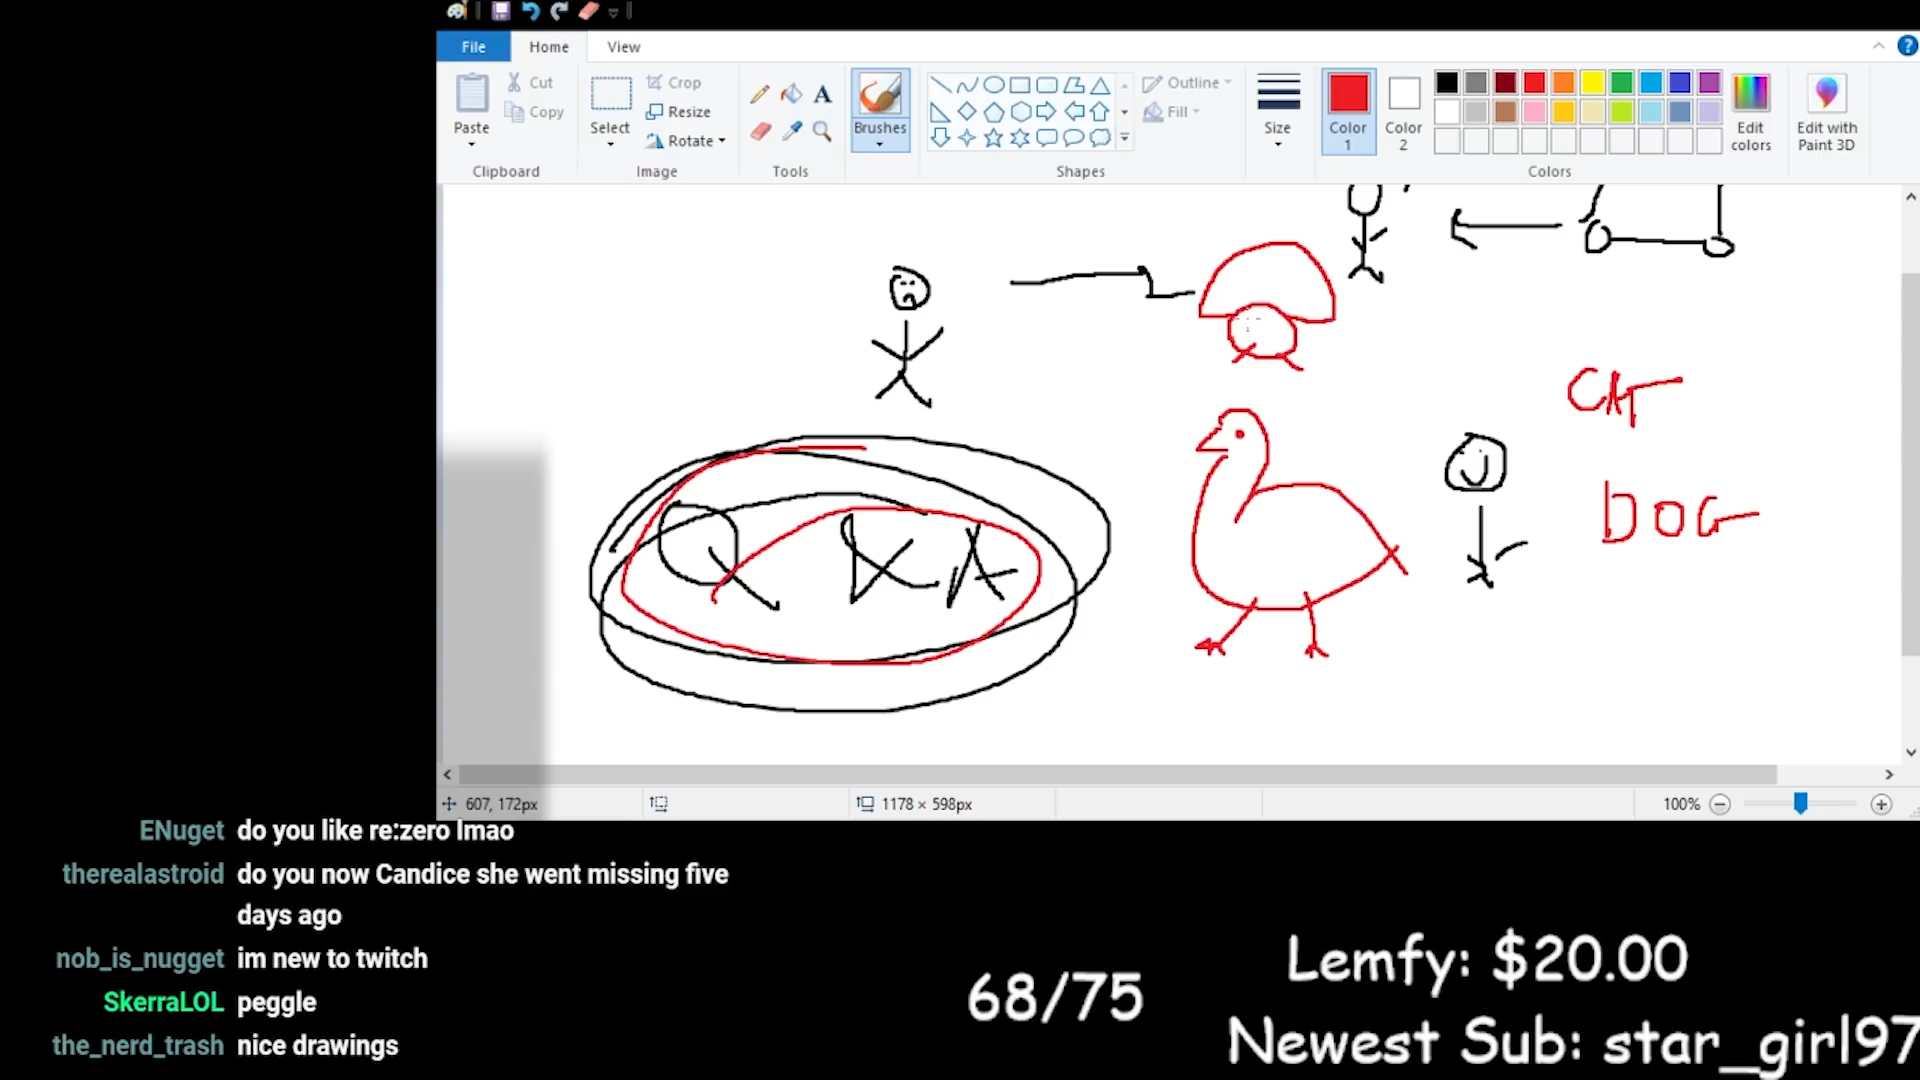 File Home View
Paste
Cut
Copy
Clipboard
Select
Crop
Resize
Rotate
Image
A
Tools
Brushes
Shapes
Outline
Fill
Size
Color 1
Color 2
Edit colors
Colors
Edit with Paint 3D
CAT
DOG
607, 172px
1178 × 598px
100%
ENuget do you like re:zero lmao
therealastroid do you now Candice she went missing five
days ago
nob_is_nugget im new to twitch
SkerraLOL peggle
the_nerd_trash nice drawings
68/75
Lemfy: $20.00
Newest Sub: star_girl97